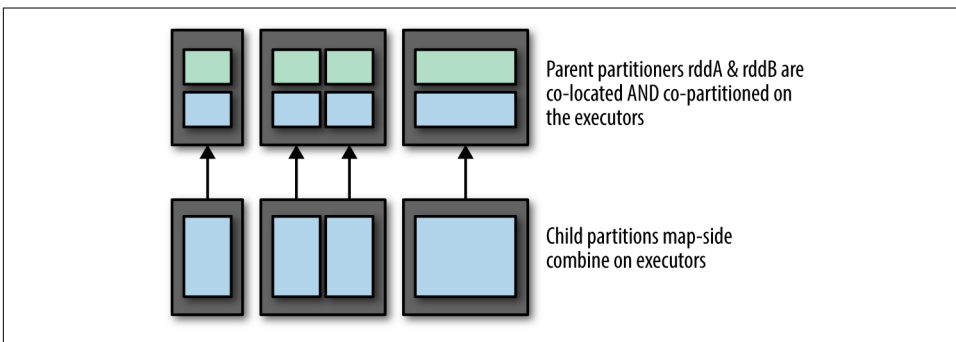 Parent partitioners rddA & rddB are
co-located AND co-partitioned on
the executors
Child partitions map-side
combine on executors